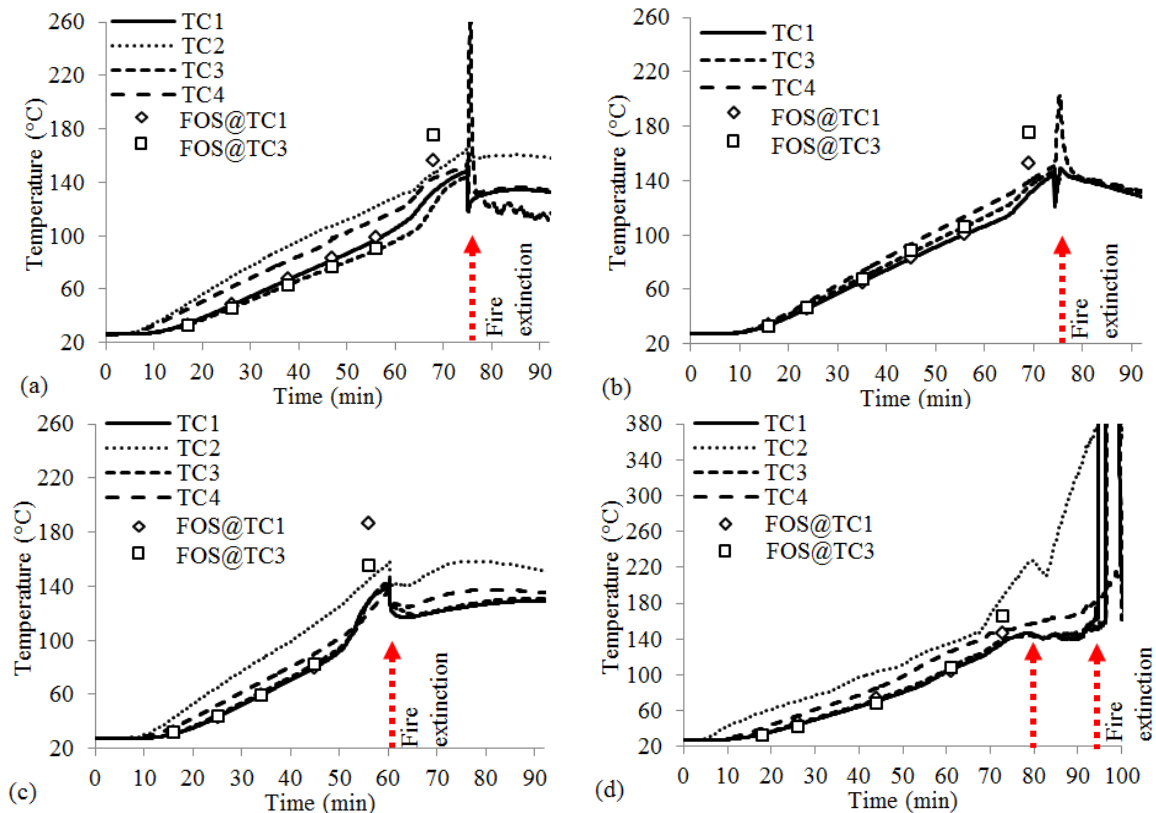 260
220
180
140
100
60
20
Temperature (°C)
TC1
TC2
TC3
TC4
FOS@TC1
FOS@TC3
Fire extinction
0 10 20 30 40 50 60 70 80 90
Time (min)
(a)
260
220
180
140
100
60
20
Temperature (°C)
TC1
TC3
TC4
FOS@TC1
FOS@TC3
Fire extinction
0 10 20 30 40 50 60 70 80 90
Time (min)
(b)
260
220
180
140
100
60
20
Temperature (°C)
TC1
TC2
TC3
TC4
FOS@TC1
FOS@TC3
Fire extinction
0 10 20 30 40 50 60 70 80 90
Time (min)
(c)
380
340
300
260
220
180
140
100
60
20
Temperature (°C)
TC1
TC2
TC3
TC4
FOS@TC1
FOS@TC3
Fire extinction
0 10 20 30 40 50 60 70 80 90 100
Time (min)
(d)